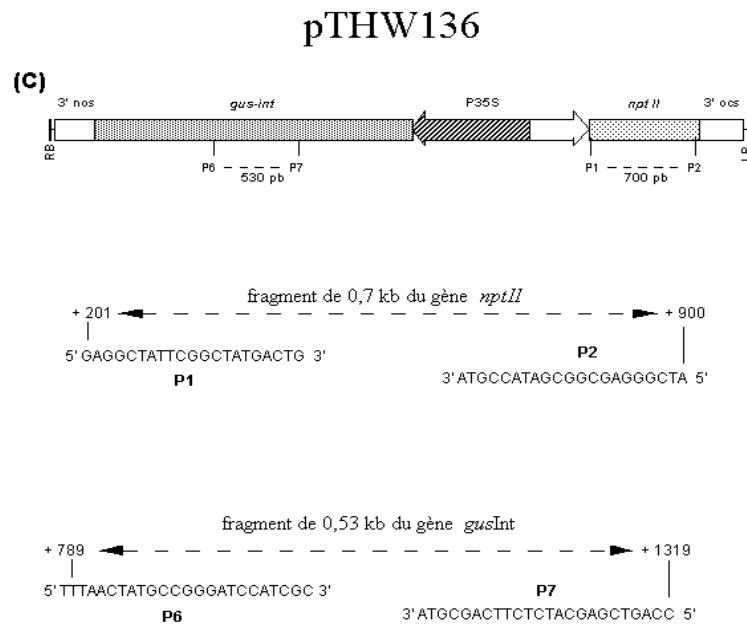 pTHW136
(C)
3' nos gus-int P35S npt II 3' ocs
RB
P6 P7 P1 P2
530 pb 700 pb
fragment de 0,7 kb du gène nptII
+ 201 + 900
5' GAGGCTATTCGGCTATGACTG 3' P2
P1 3' ATGCCATAGCGGCGAGGGCTA 5'
fragment de 0,53 kb du gène gusInt
+ 789 + 1319
5' TTTAACTATGCCGGGATCCATCGC 3' P7
P6 3' ATGCGACTTCTCTACGAGCTGACC 5'